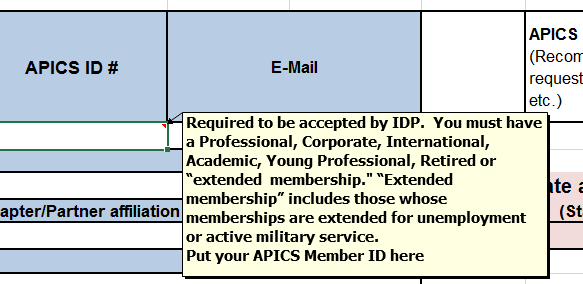 APICS ID #
E-Mail
APICS
(Recom
request
etc.)
Required to be accepted by IDP.  You must have
a Professional, Corporate, International,
Academic, Young Professional, Retired or
“extended  membership." “Extended
membership” includes those whose
memberships are extended for unemployment
or active military service.
Put your APICS Member ID here
apter/Partner affiliation
te a
(St